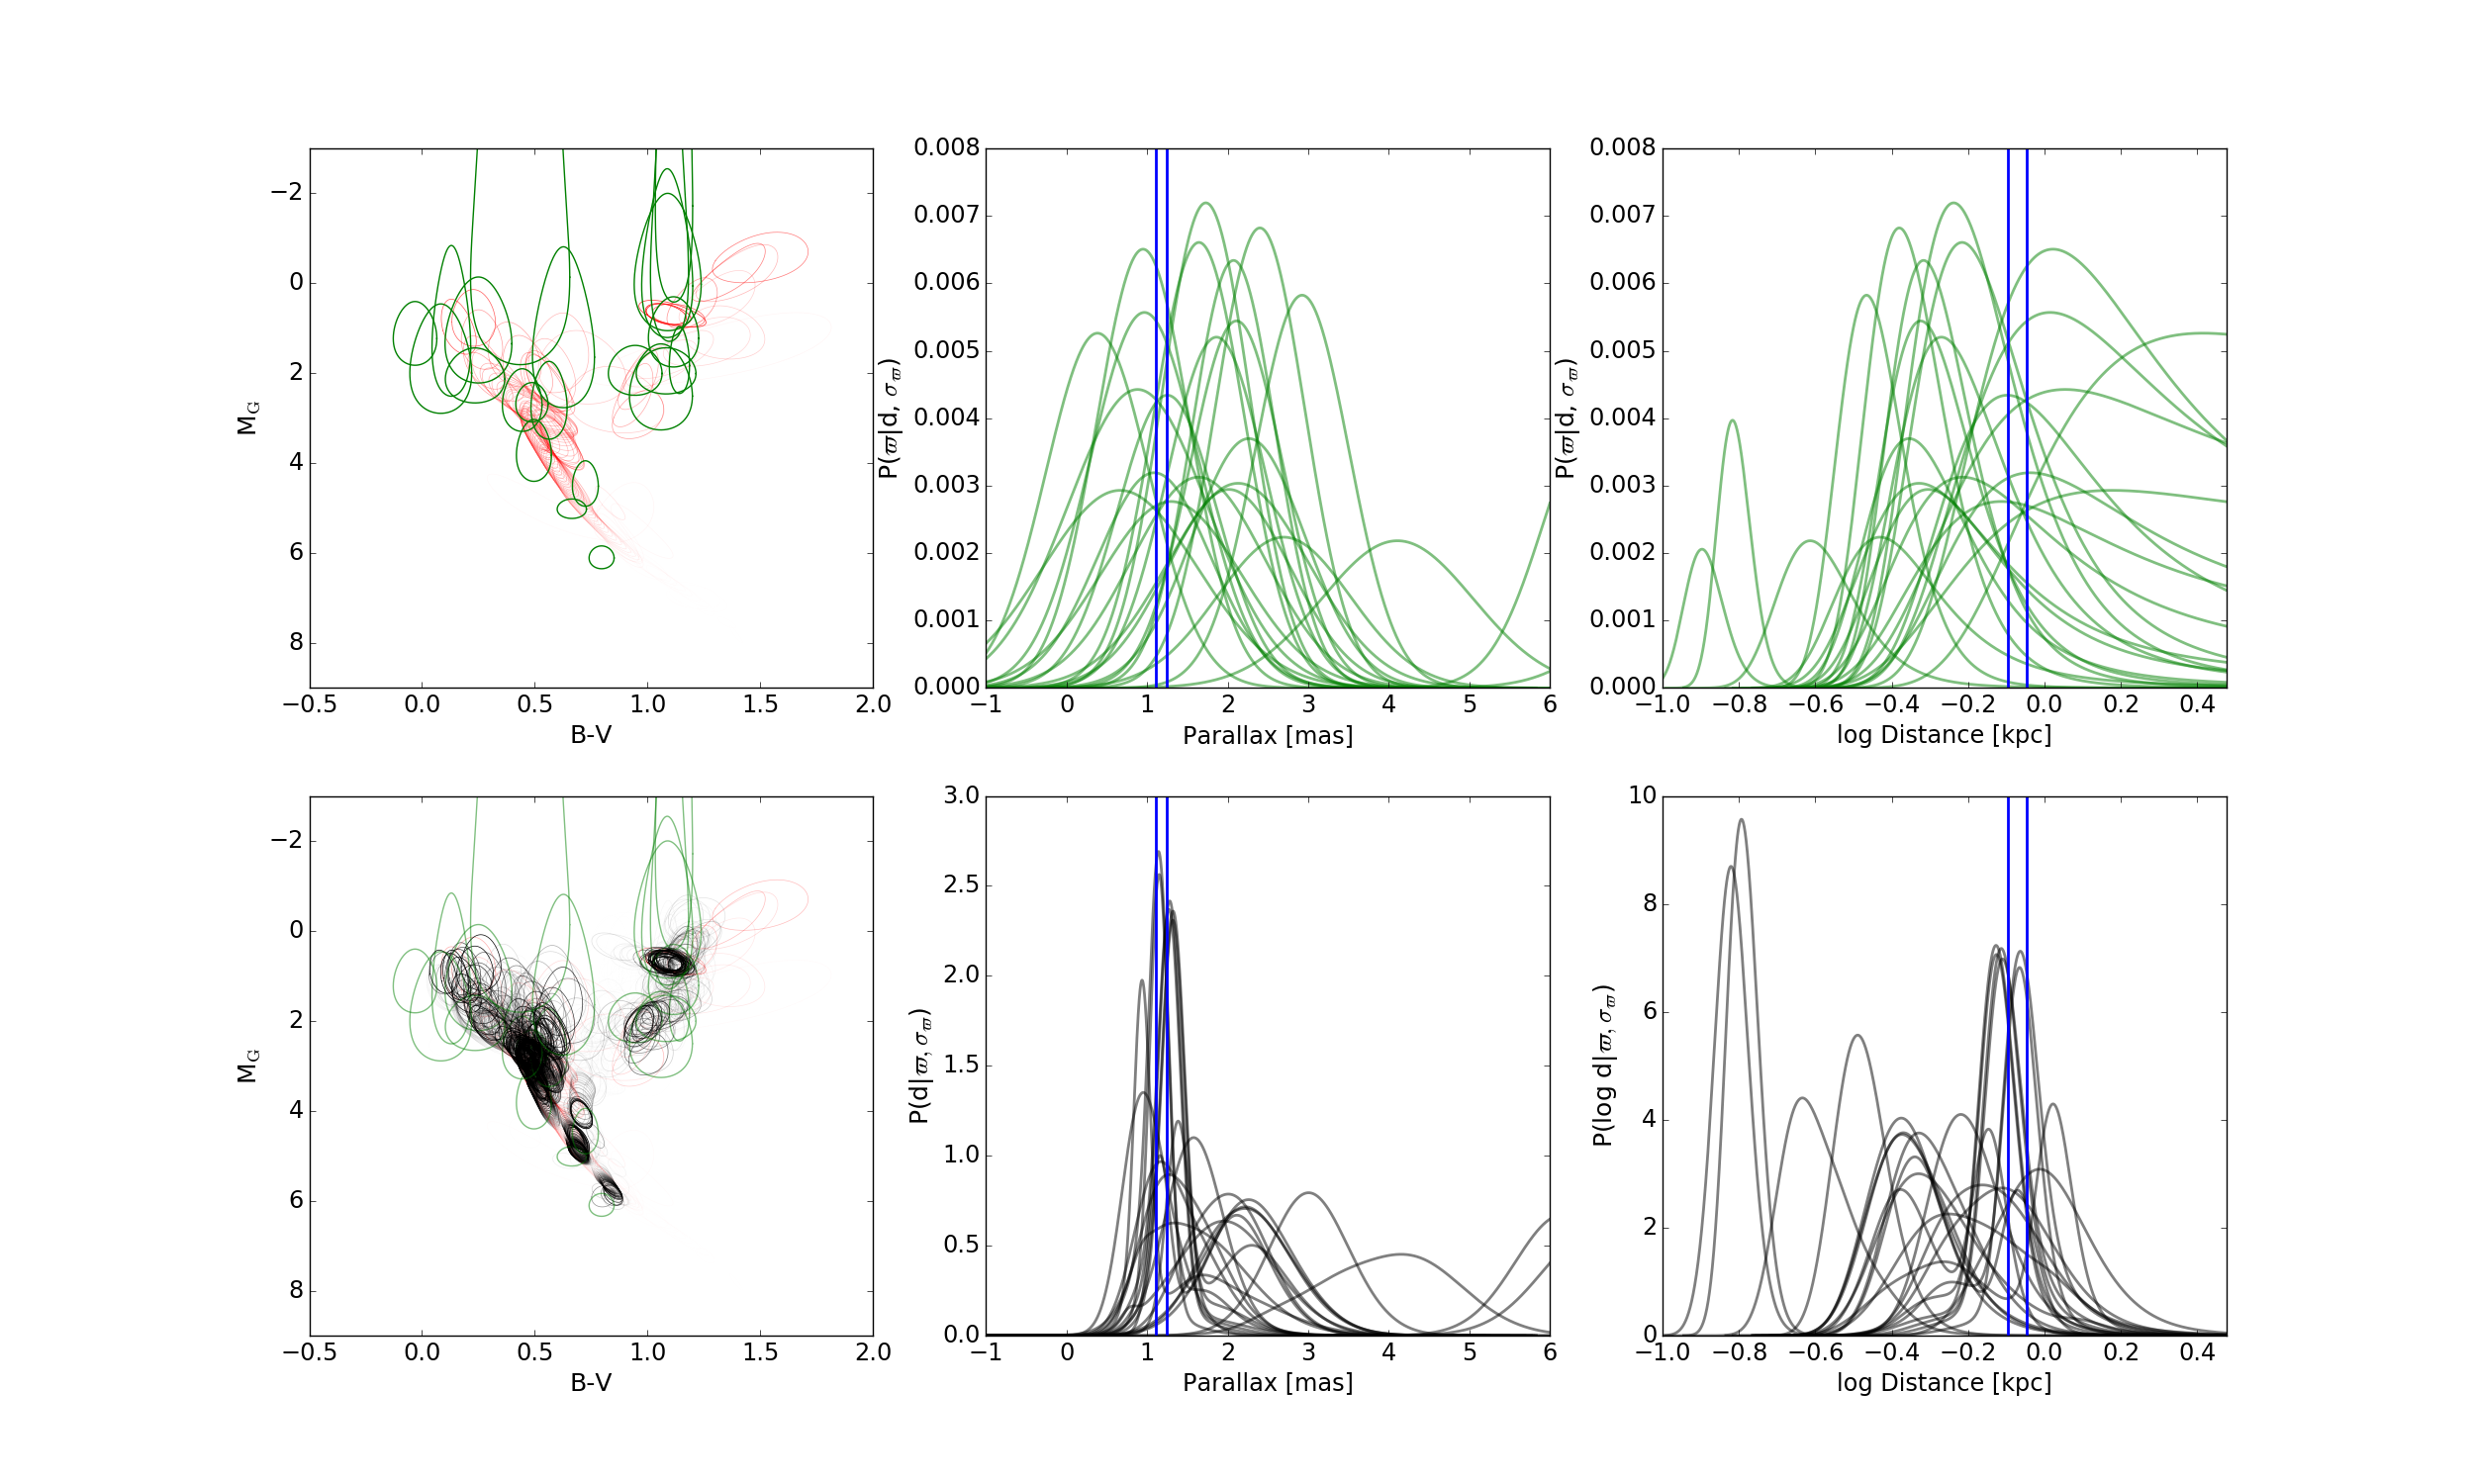 0.008
0.007
0.006
0.005
0.004
0.003
0.002
0.001
0.000
−2
0
2
4
6
8
M_G
−0.5 0.0 0.5 1.0 1.5 2.0
B-V
P(ϖ|d, σ_ϖ)
−1 0 1 2 3 4 5 6
Parallax [mas]
0.008
0.007
0.006
0.005
0.004
0.003
0.002
0.001
0.000
P(ϖ|d, σ_ϖ)
−1.0 −0.8 −0.6 −0.4 −0.2 0.0 0.2 0.4
log Distance [kpc]
−2
0
2
4
6
8
M_G
−0.5 0.0 0.5 1.0 1.5 2.0
B-V
3.0
2.5
2.0
1.5
1.0
0.5
0.0
P(d|ϖ, σ_ϖ)
−1 0 1 2 3 4 5 6
Parallax [mas]
10
8
6
4
2
0
P(log d|ϖ, σ_ϖ)
−1.0 −0.8 −0.6 −0.4 −0.2 0.0 0.2 0.4
log Distance [kpc]